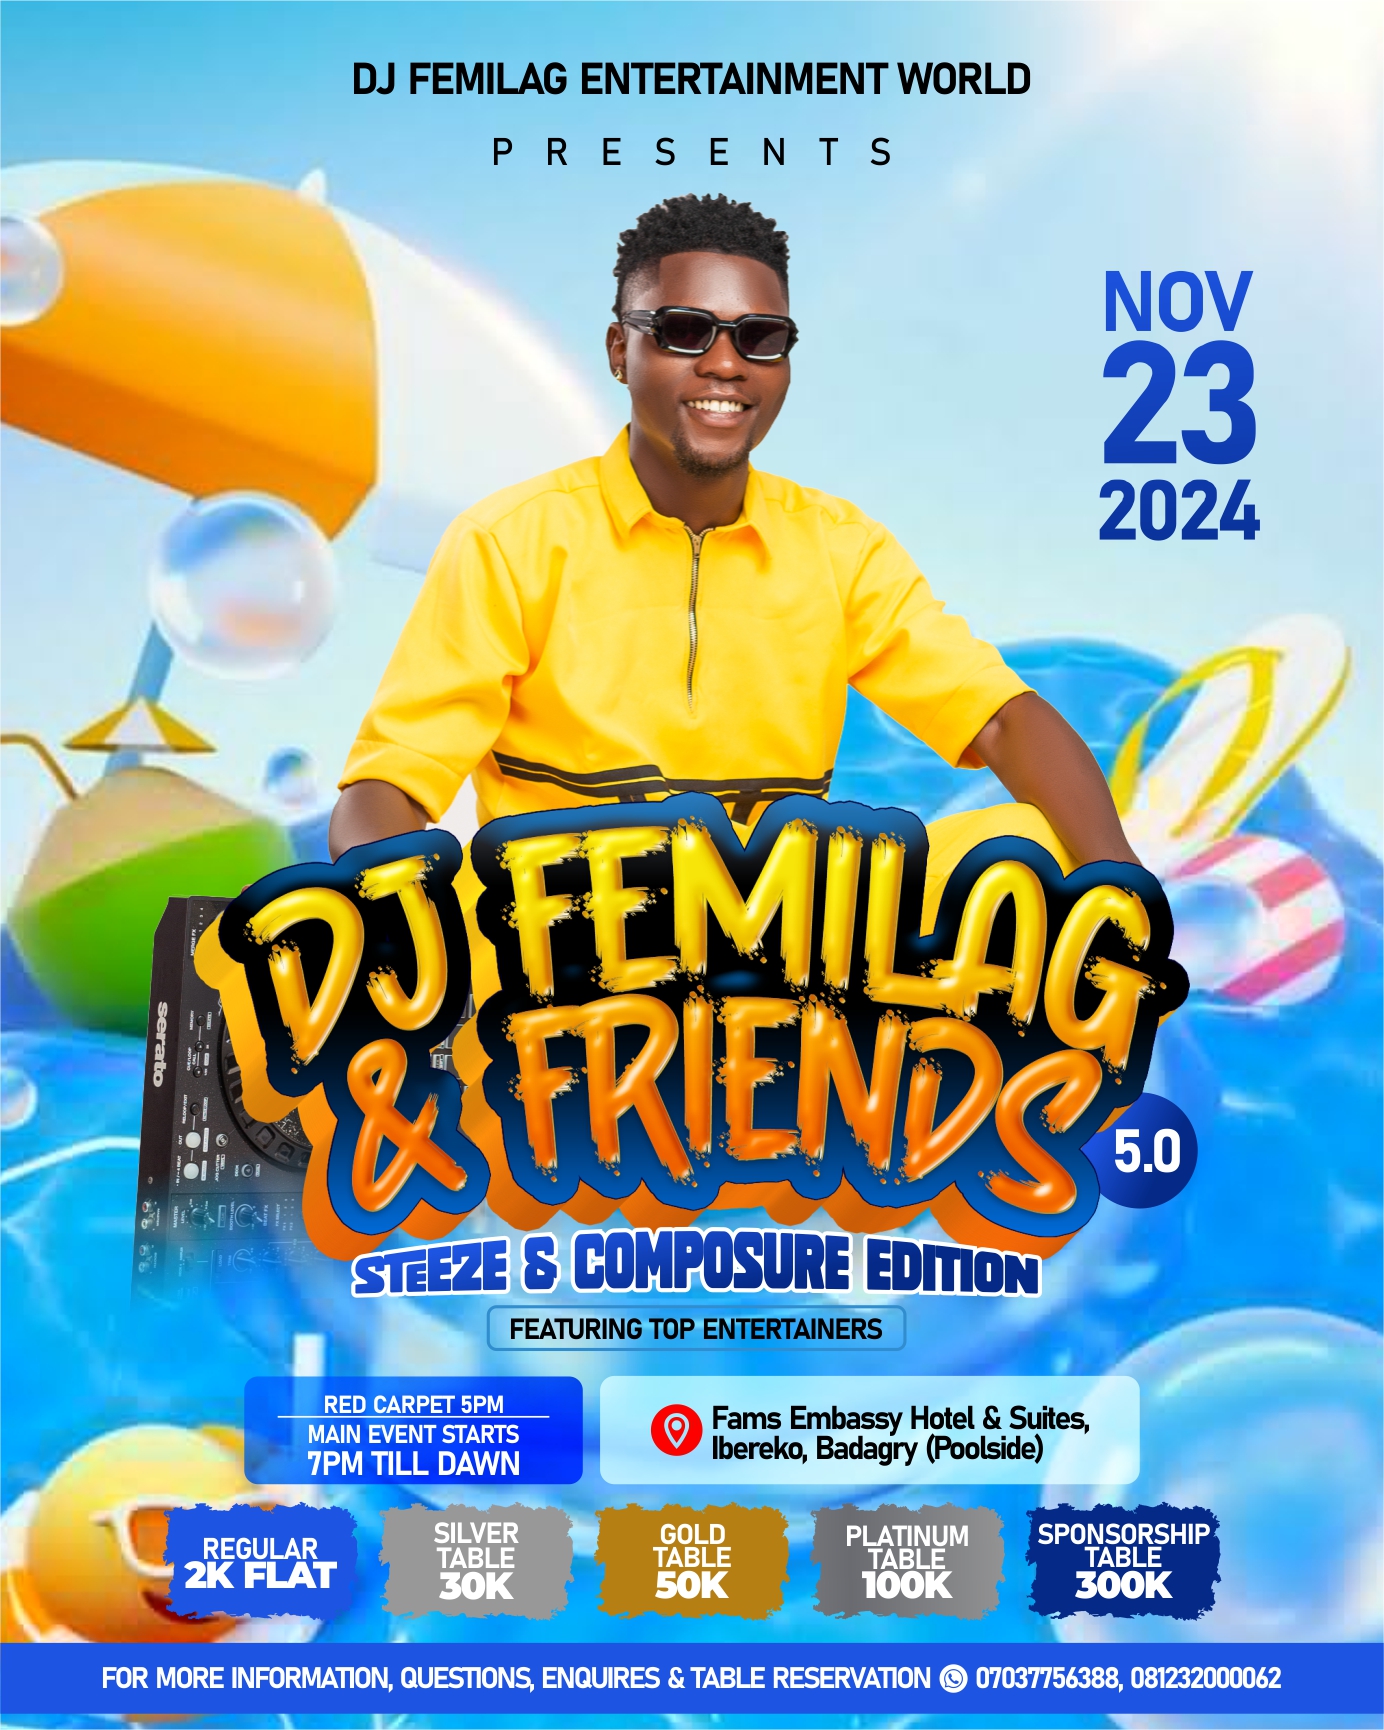 DJ FEMILAG ENTERTAINMENT WORLD
PRESENTS
NOV
23
2024
DJ FEMILAG
& FRIENDS
5.0
serato
STEEZE & COMPOSURE EDITION
FEATURING TOP ENTERTAINERS
RED CARPET 5PM
MAIN EVENT STARTS
7PM TILL DAWN
Fams Embassy Hotel & Suites,
Ibereko, Badagry (Poolside)
REGULAR
2K FLAT
SILVER
TABLE
30K
GOLD
TABLE
50K
PLATINUM
TABLE
100K
SPONSORSHIP
TABLE
300K
FOR MORE INFORMATION, QUESTIONS, ENQUIRES & TABLE RESERVATION 07037756388, 081232000062